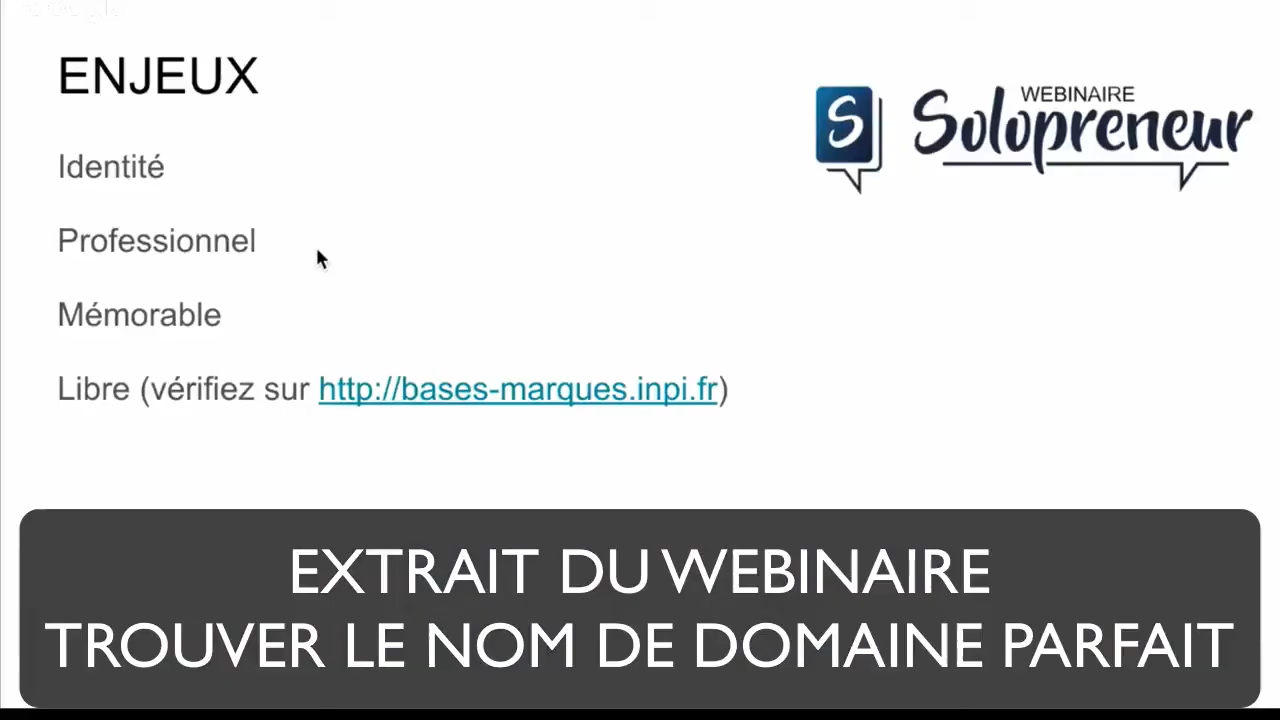 ENJEUX
WEBINAIRE
S Solopreneur
Identité
Professionnel
Mémorable
Libre (vérifiez sur http://bases-marques.inpi.fr)
EXTRAIT DU WEBINAIRE
TROUVER LE NOM DE DOMAINE PARFAIT